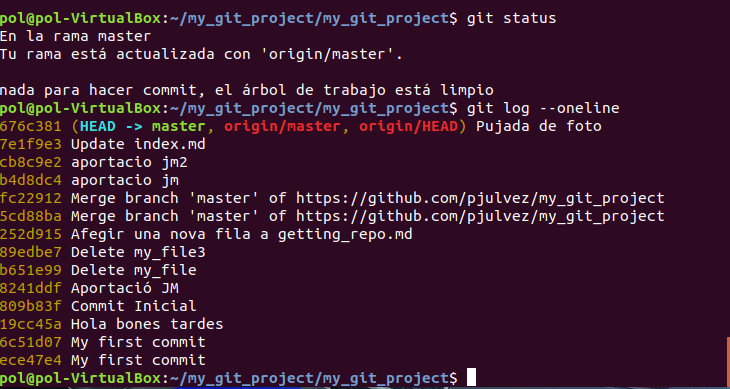 pol@pol-VirtualBox:~/my_git_project/my_git_project$ git status
En la rama master
Tu rama está actualizada con 'origin/master'.
nada para hacer commit, el árbol de trabajo está limpio
pol@pol-VirtualBox:~/my_git_project/my_git_project$ git log --oneline
676c381 (HEAD -> master, origin/master, origin/HEAD) Pujada de foto
7e1f9e3 Update index.md
cb8c9e2 aportacio jm2
b4d8dc4 aportacio jm
fc22912 Merge branch 'master' of https://github.com/pjulvez/my_git_project
5cd88ba Merge branch 'master' of https://github.com/pjulvez/my_git_project
252d915 Afegir una nova fila a getting_repo.md
89edbe7 Delete my_file3
b651e99 Delete my_file
8241ddf Aportació JM
809b83f Commit Inicial
19cc45a Hola bones tardes
6c51d07 My first commit
ece47e4 My first commit
pol@pol-VirtualBox:~/my_git_project/my_git_project$